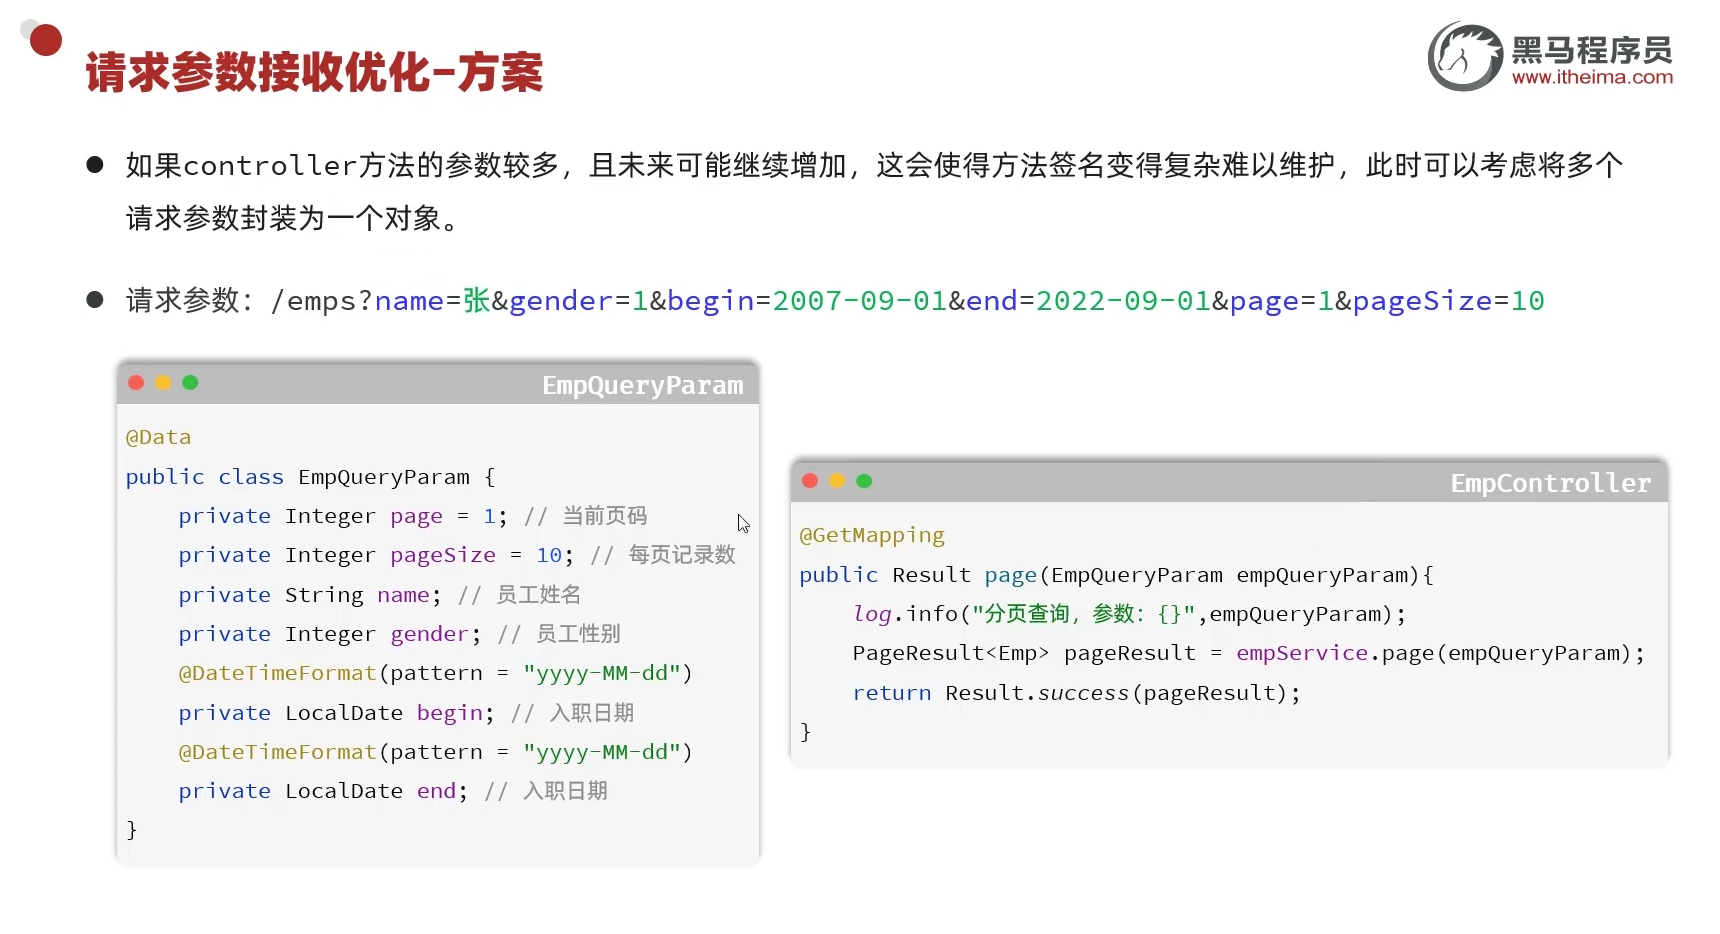 请求参数接收优化-方案
黑马程序员
www.itheima.com
如果controller方法的参数较多，且未来可能继续增加，这会使得方法签名变得复杂难以维护，此时可以考虑将多个
请求参数封装为一个对象。
请求参数：/emps?name=张&gender=1&begin=2007-09-01&end=2022-09-01&page=1&pageSize=10
EmpQueryParam
@Data
public class EmpQueryParam {
    private Integer page = 1; // 当前页码
    private Integer pageSize = 10; // 每页记录数
    private String name; // 员工姓名
    private Integer gender; // 员工性别
    @DateTimeFormat(pattern = "yyyy-MM-dd")
    private LocalDate begin; // 入职日期
    @DateTimeFormat(pattern = "yyyy-MM-dd")
    private LocalDate end; // 入职日期
}
EmpController
@GetMapping
public Result page(EmpQueryParam empQueryParam){
    log.info("分页查询，参数：{}",empQueryParam);
    PageResult<Emp> pageResult = empService.page(empQueryParam);
    return Result.success(pageResult);
}